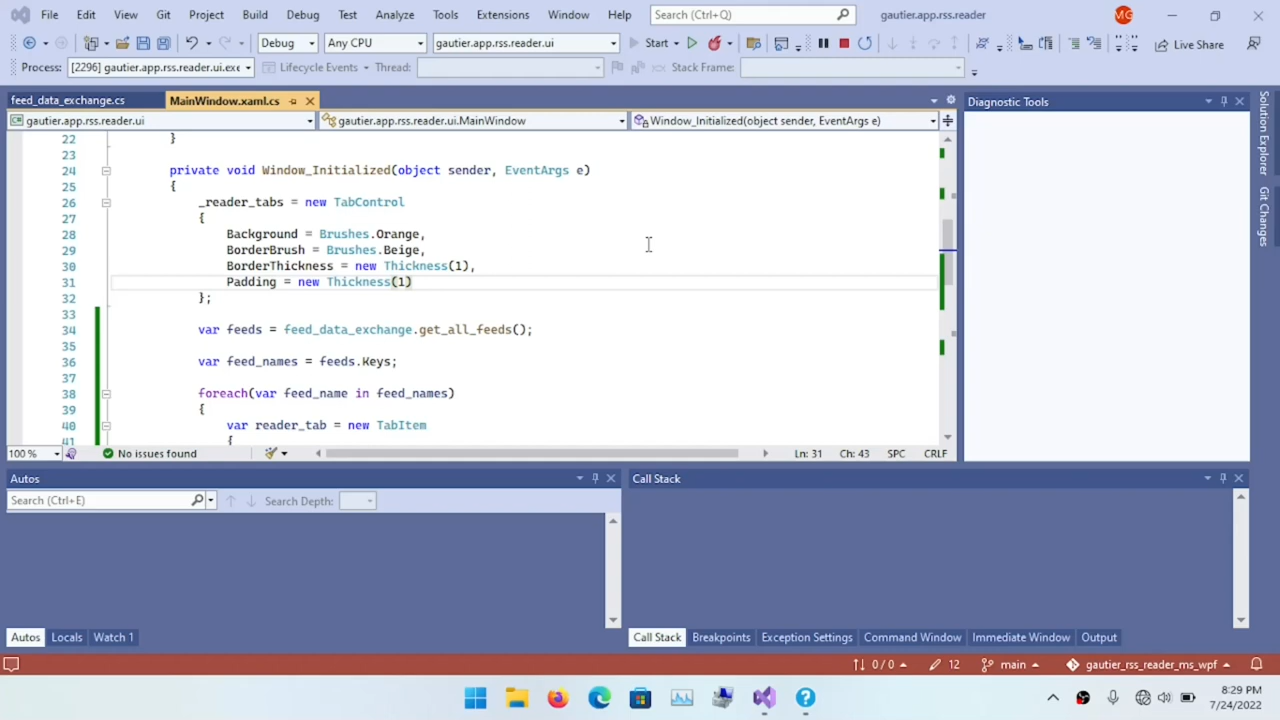 File Edit View Git Project Build Debug Test Analyze Tools Extensions Window Help Search (Ctrl+Q) gautier.app.rss.reader MG
Debug Any CPU gautier.app.rss.reader.ui Start Live Share
Process: [2296] gautier.app.rss.reader.ui.exe Lifecycle Events Thread: Stack Frame:
feed_data_exchange.cs MainWindow.xaml.cs Diagnostic Tools
gautier.app.rss.reader.ui gautier.app.rss.reader.ui.MainWindow Window_Initialized(object sender, EventArgs e)
22 }
23
24 private void Window_Initialized(object sender, EventArgs e)
25 {
26 _reader_tabs = new TabControl
27 {
28 Background = Brushes.Orange,
29 BorderBrush = Brushes.Beige,
30 BorderThickness = new Thickness(1),
31 Padding = new Thickness(1)
32 };
33
34 var feeds = feed_data_exchange.get_all_feeds();
35
36 var feed_names = feeds.Keys;
37
38 foreach(var feed_name in feed_names)
39 {
40 var reader_tab = new TabItem
41 {
100 % No issues found Ln: 31 Ch: 43 SPC CRLF
Solution Explorer
Git Changes
Autos
Search (Ctrl+E) Search Depth:
Autos Locals Watch 1
Call Stack
Call Stack Breakpoints Exception Settings Command Window Immediate Window Output
0 / 0 12 main gautier_rss_reader_ms_wpf
8:29 PM
7/24/2022